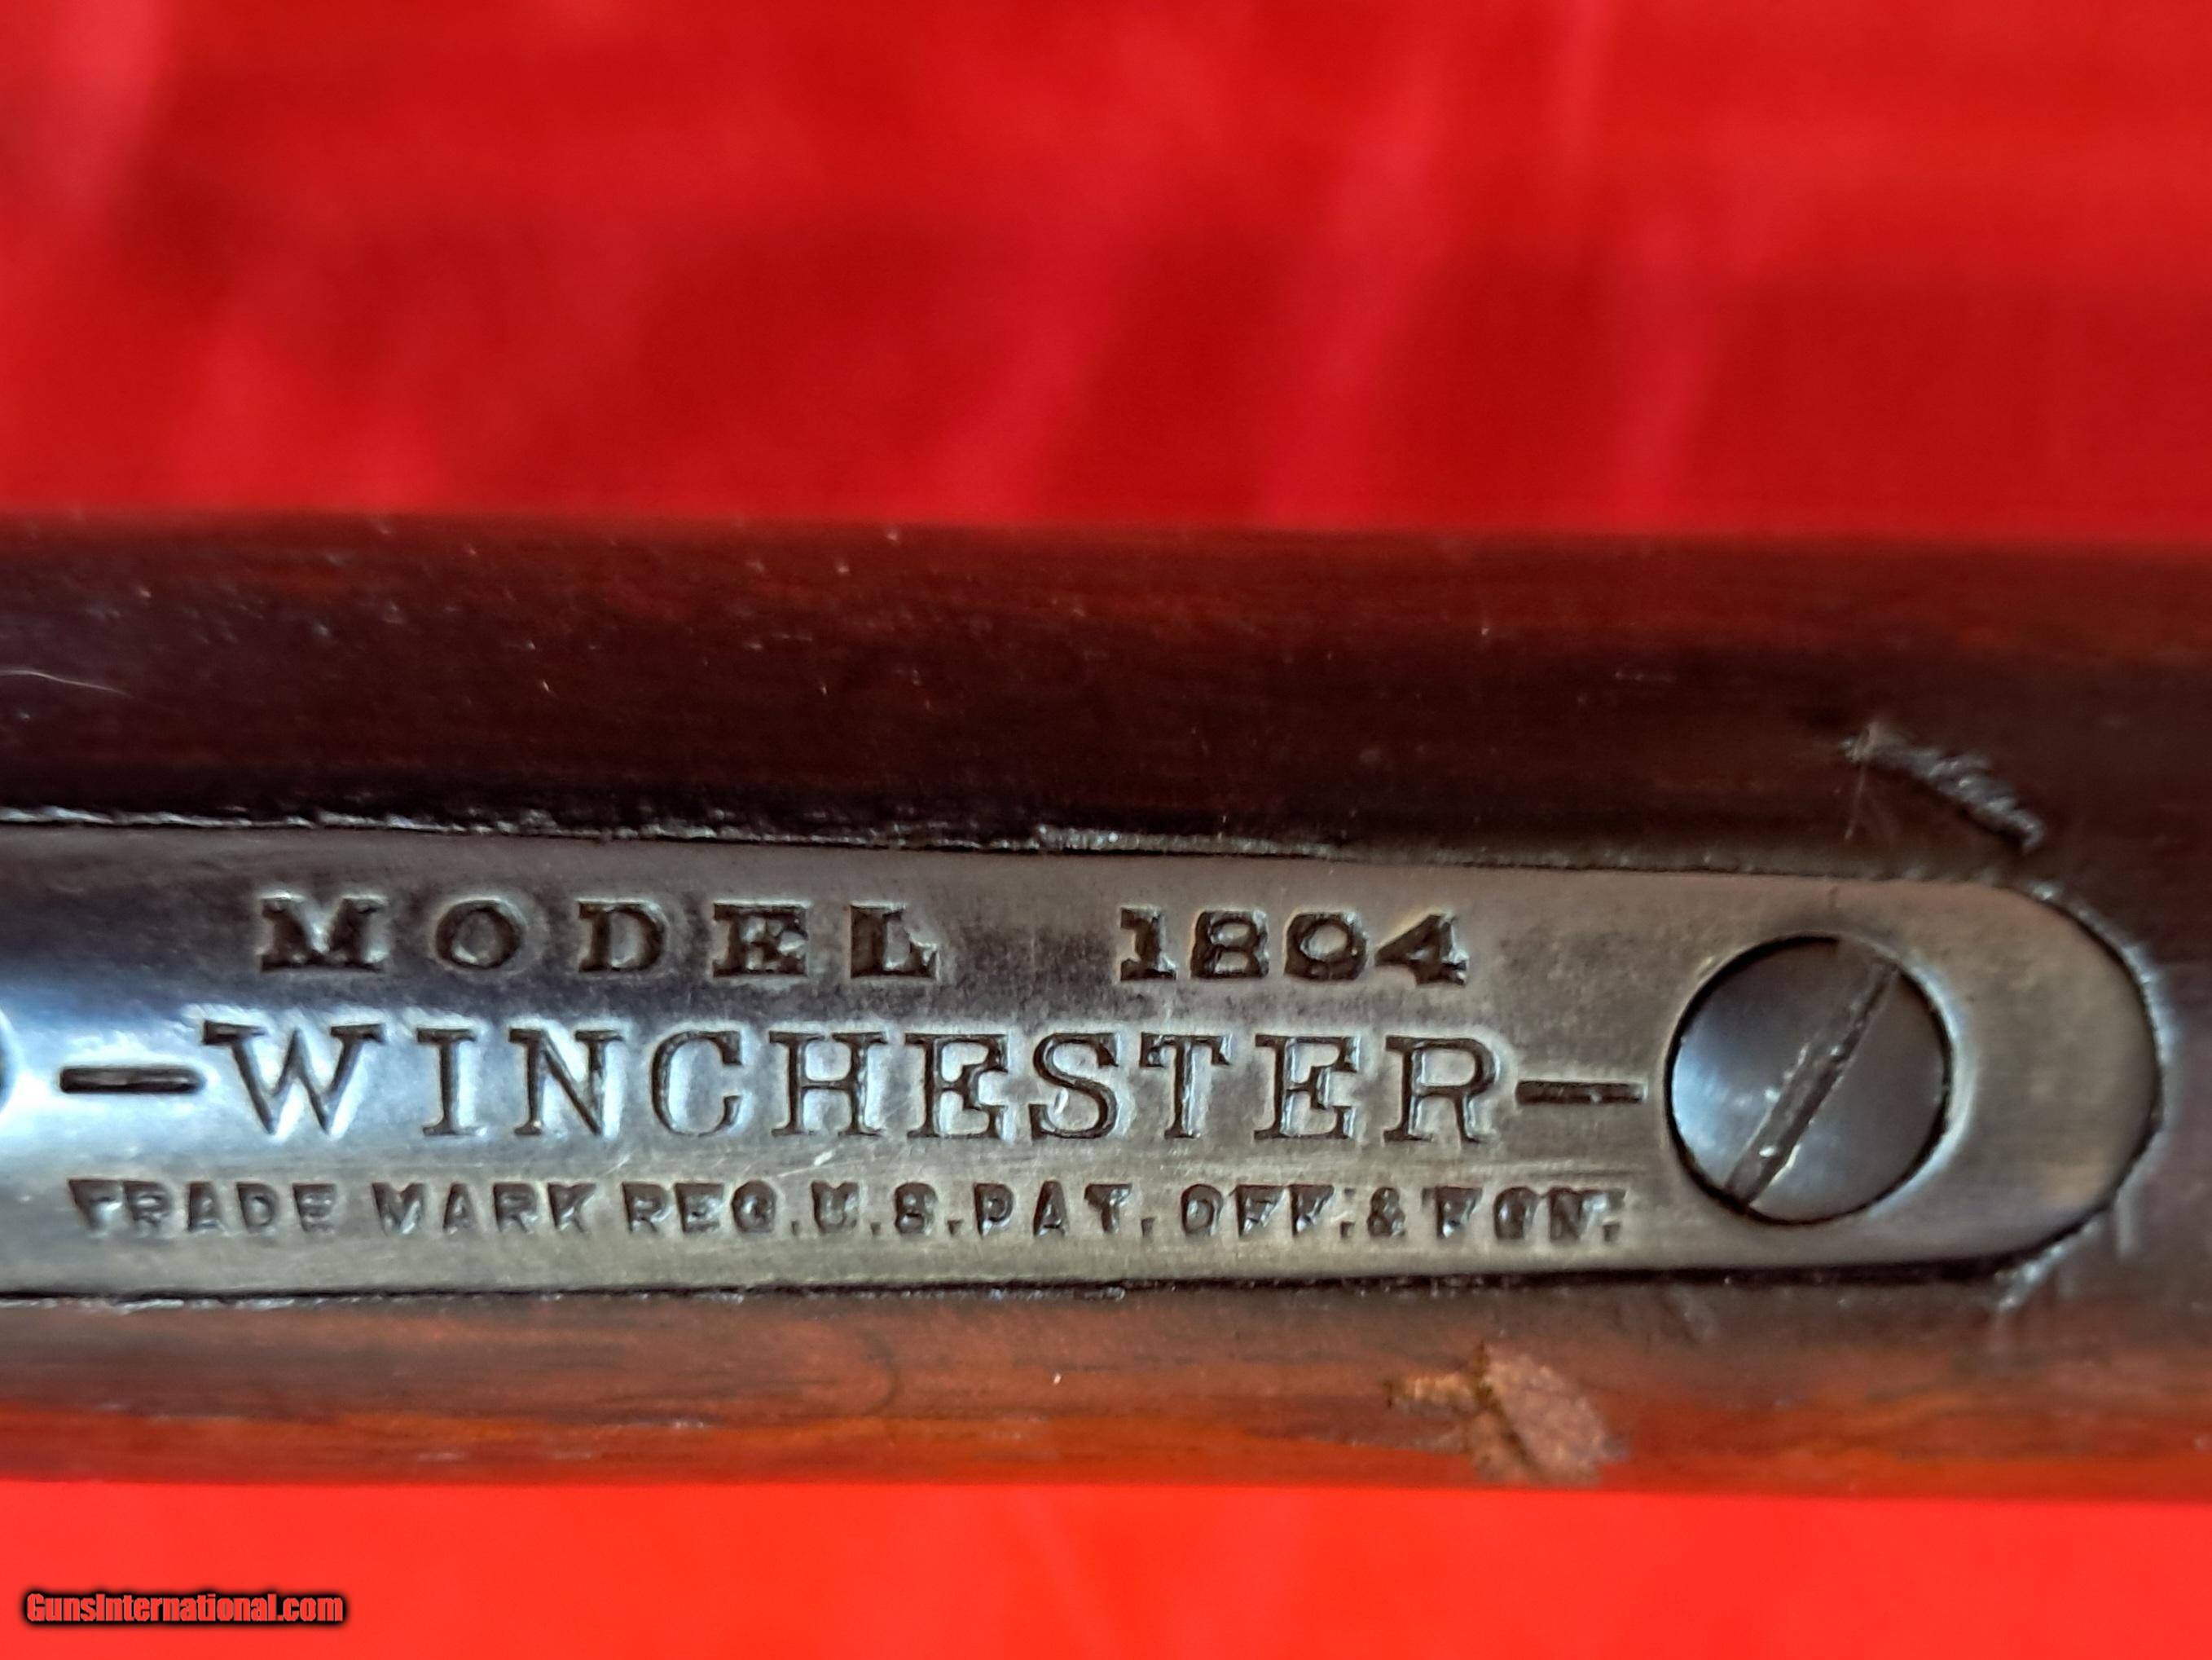 MODEL 1894
-WINCHESTER-
TRADE MARK REG.U.S.PAT.OFF.&FGN.
GunsInternational.com